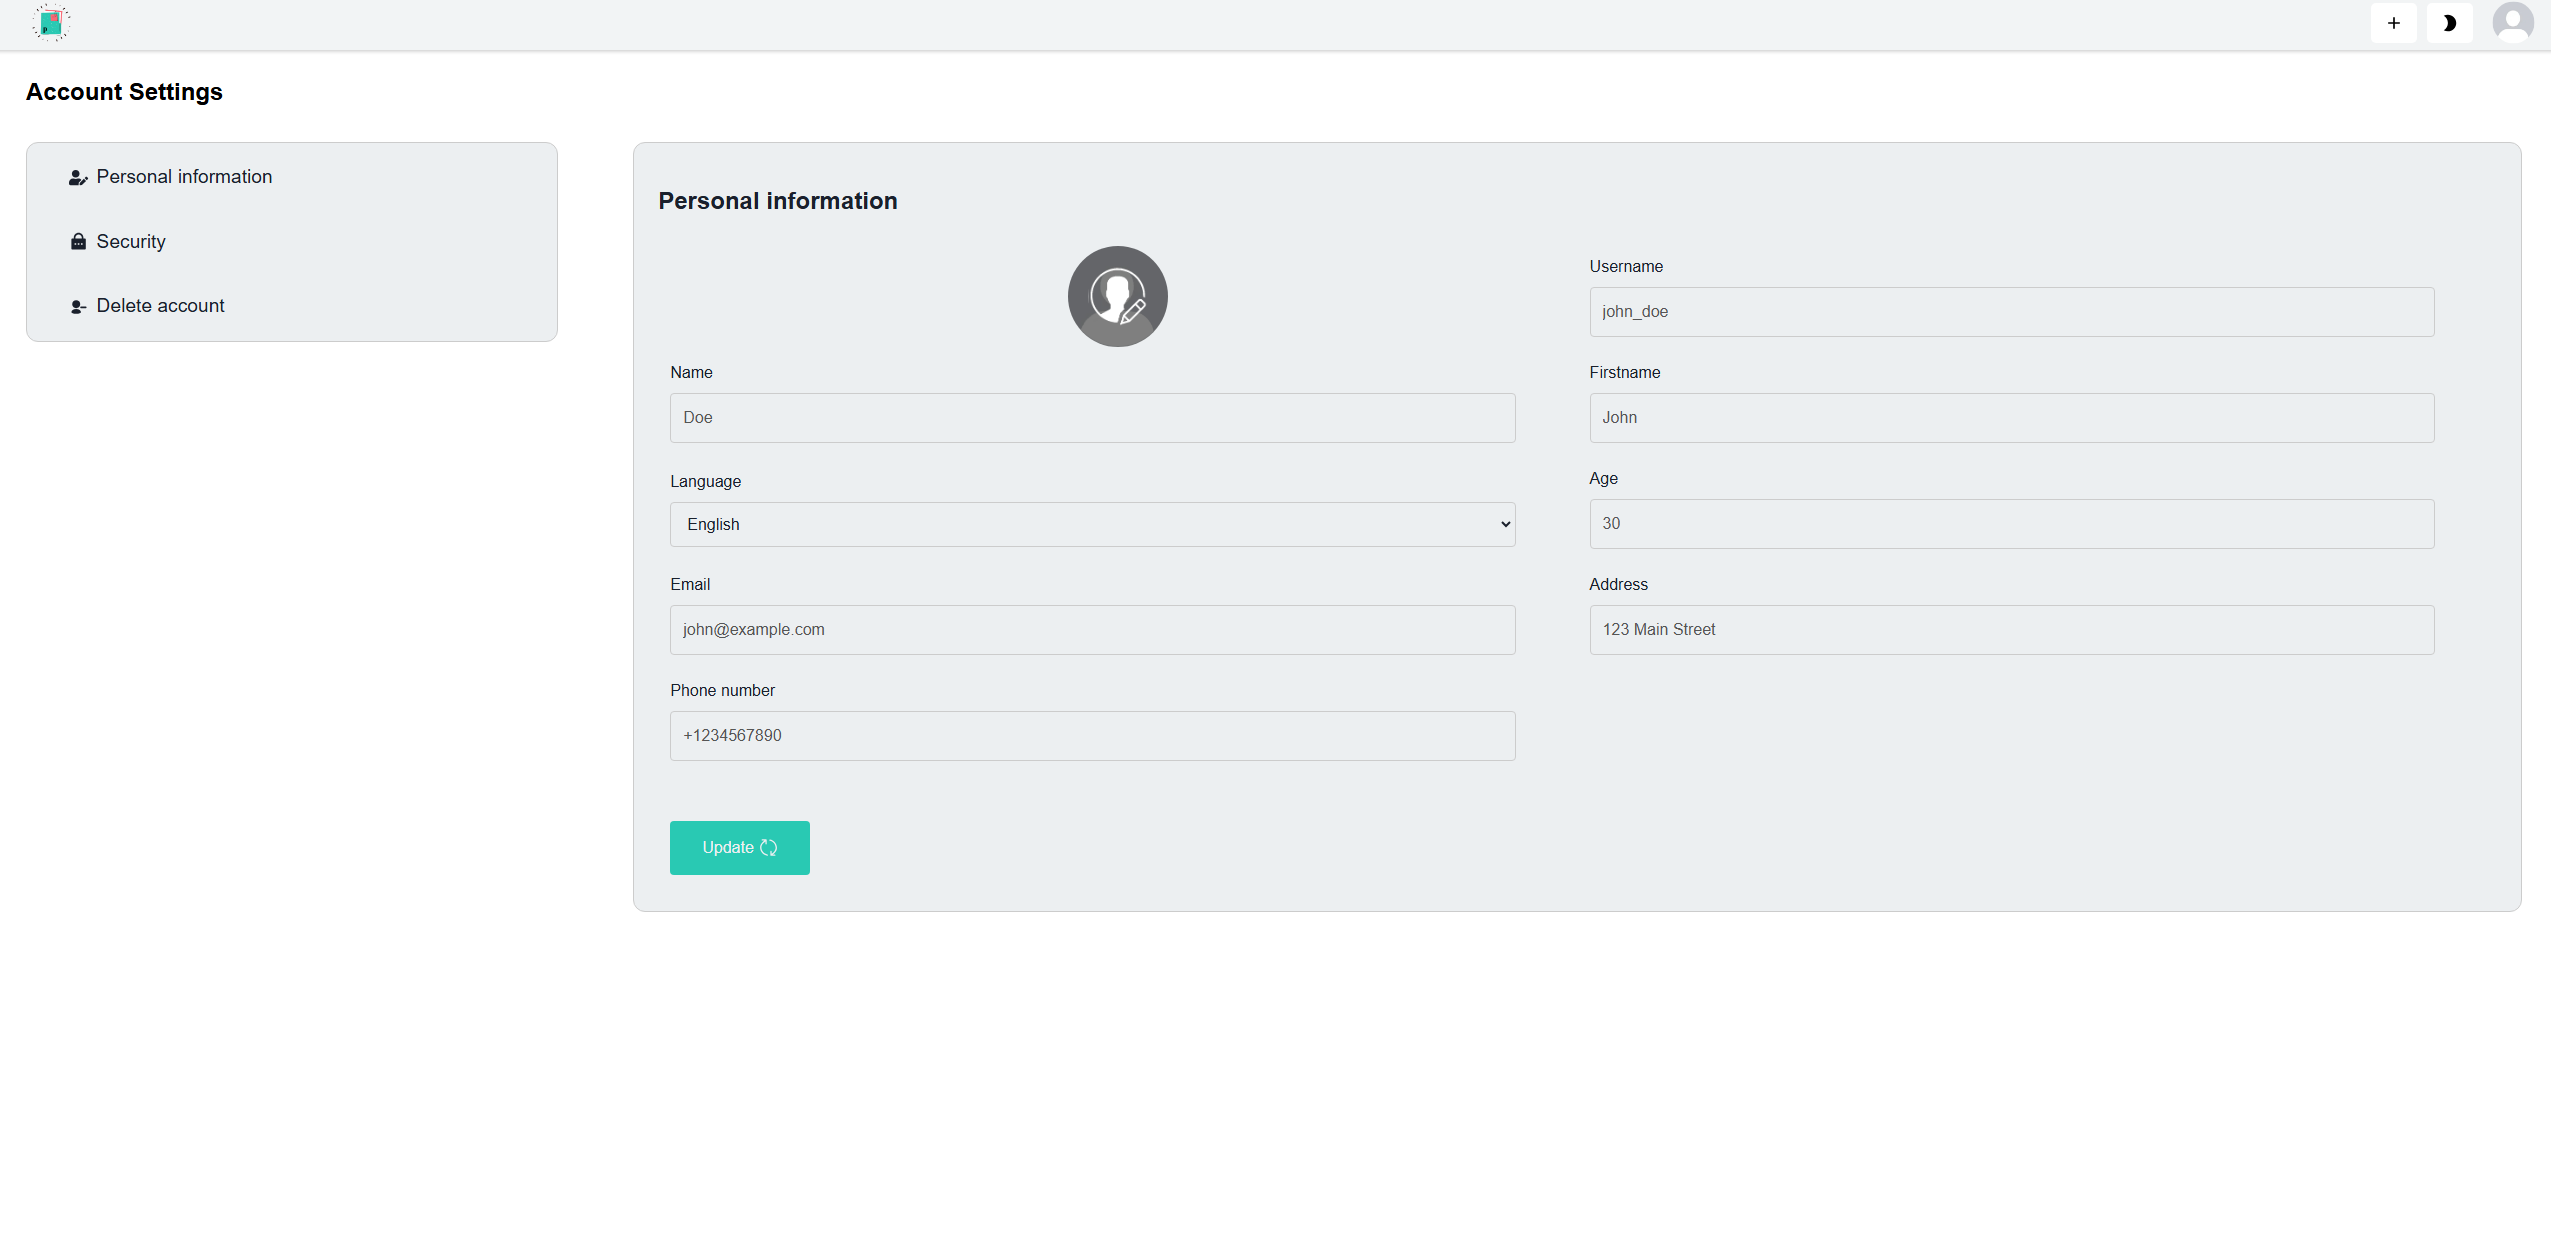 Account Settings
Personal information
Security
Delete account
Personal information
Username
john_doe
Name
Doe
Firstname
John
Language
English
Age
30
Email
john@example.com
Address
123 Main Street
Phone number
+1234567890
Update